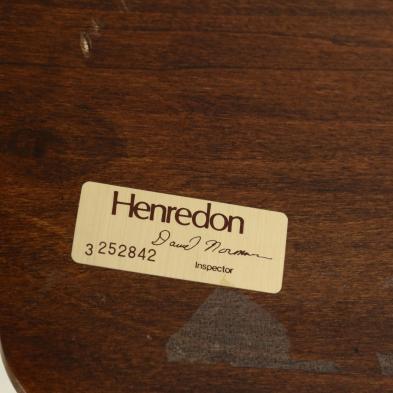 Henredon
David Norman
3 252842
Inspector